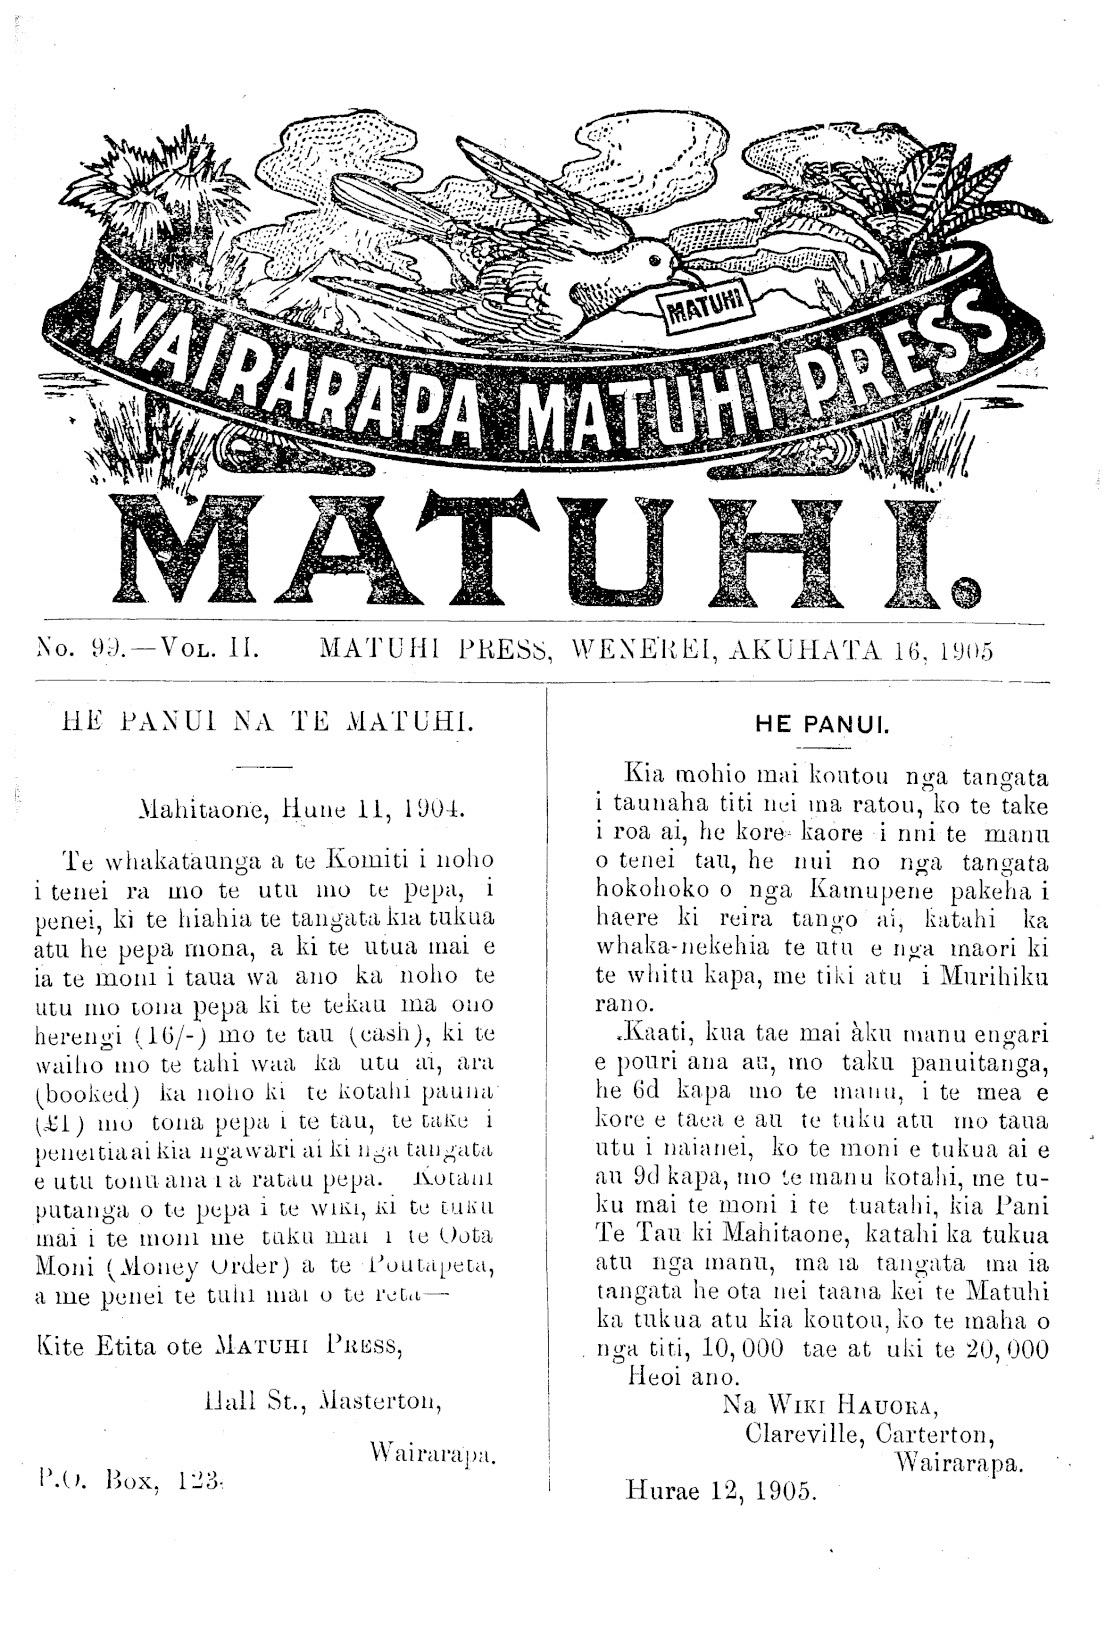 MATUHI
WAIRARAPA MATUHI PRESS
MATUHI.
No. 99.—VOL. II. MATUHI PRESS, WENEREI, AKUHATA 16, 1905
HE PANUI NA TE MATUHI.
Mahitaone, Hune 11, 1904.
Te whakataunga a te Komiti i noho
i tenei ra mo te utu mo te pepa, i
penei, ki te hiahia te tangata kia tukua
atu he pepa mona, a ki te utua mai e
ia te moni i taua wa ano ka noho te
utu mo tona pepa ki te tekau ma ono
herengi (16/-) mo te tau (cash), ki te
waiho mo te tahi waa ka utu ai, ara
(booked) ka noho ki te kotahi pauna
(£1) mo tona pepa i te tau, te take i
peneitia ai kia ngawari ai ki nga tangata
e utu tonu ana i a ratau pepa. Kotahi
putanga o te pepa i te wiki, ki te tuku
mai i te moni me tuku mai i te Oota
Moni (Money Order) a te Poutapeta,
a me penei te tuhi mai o te reta—
Kite Etita ote MATUHI PRESS,
Hall St., Masterton,
Wairarapa.
P.O. Box, 123.
HE PANUI.
Kia mohio mai koutou nga tangata
i taunaha titi nei ma ratou, ko te take
i roa ai, he kore kaore i nni te manu
o tenei tau, he nui no nga tangata
hokohoko o nga Kamupene pakeha i
haere ki reira tango ai, katahi ka
whaka-nekehia te utu e nga maori ki
te whitu kapa, me tiki atu i Murihiku
rano.
Kaati, kua tae mai àku manu engari
e pouri ana au, mo taku panuitanga,
he 6d kapa mo te manu, i te mea e
kore e taea e au te tuku atu mo taua
utu i naianei, ko te moni e tukua ai e
au 9d kapa, mo te manu kotahi, me tu-
ku mai te moni i te tuatahi, kia Pani
Te Tau ki Mahitaone, katahi ka tukua
atu nga manu, ma ia tangata ma ia
tangata he ota nei taana kei te Matuhi
ka tukua atu kia koutou, ko te maha o
nga titi, 10,000 tae at uki te 20,000
Heoi ano.
Na WIKI HAUORA,
Clareville, Carterton,
Wairarapa.
Hurae 12, 1905.